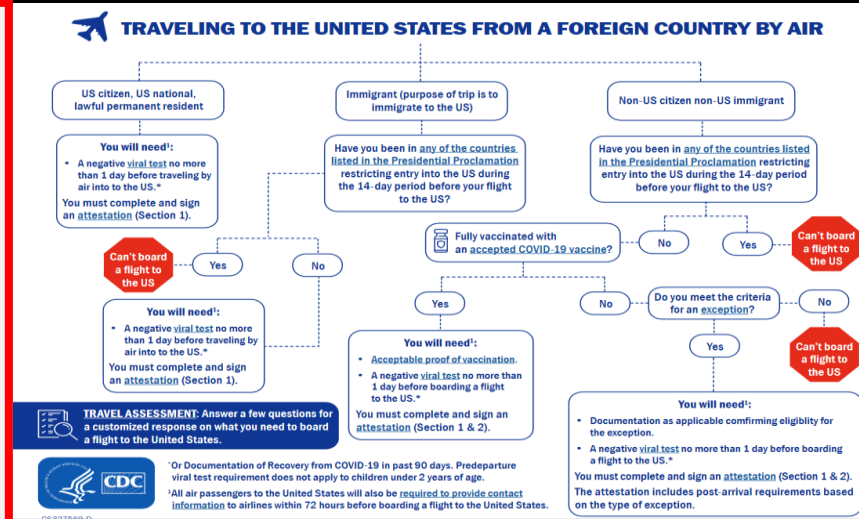 TRAVELING TO THE UNITED STATES FROM A FOREIGN COUNTRY BY AIR
US citizen, US national,
lawful permanent resident
Immigrant (purpose of trip is to
immigrate to the US)
Non-US citizen non-US immigrant
You will need¹:
• A negative viral test no more
than 1 day before traveling by
air into to the US.*
You must complete and sign
an attestation (Section 1).
Have you been in any of the countries
listed in the Presidential Proclamation
restricting entry into the US during
the 14-day period before your flight
to the US?
Have you been in any of the countries listed
in the Presidential Proclamation restricting
entry into the US during the 14-day period
before your flight to the US?
Can't board
a flight to
the US
Yes
No
Fully vaccinated with
an accepted COVID-19 vaccine?
No
Yes
Can't board
a flight to
the US
You will need¹:
• A negative viral test no more
than 1 day before traveling by
air into to the US.*
You must complete and sign
an attestation (Section 1).
Yes
No
Do you meet the criteria
for an exception?
No
Can't board
a flight to
the US
Yes
You will need¹:
• Acceptable proof of vaccination.
• A negative viral test no more than
1 day before boarding a flight
to the US.*
You must complete and sign an
attestation (Section 1 & 2).
You will need¹:
• Documentation as applicable comfirming eligiblity for
the exception.
• A negative viral test no more than 1 day before boarding
a flight to the US.*
You must complete and sign an attestation (Section 1 & 2).
The attestation includes post-arrival requirements based
on the type of exception.
TRAVEL ASSESSMENT: Answer a few questions for
a customized response on what you need to board
a flight to the United States.
CDC
*Or Documentation of Recovery from COVID-19 in past 90 days. Predeparture
viral test requirement does not apply to children under 2 years of age.
¹All air passengers to the United States will also be required to provide contact
information to airlines within 72 hours before boarding a flight to the United States.